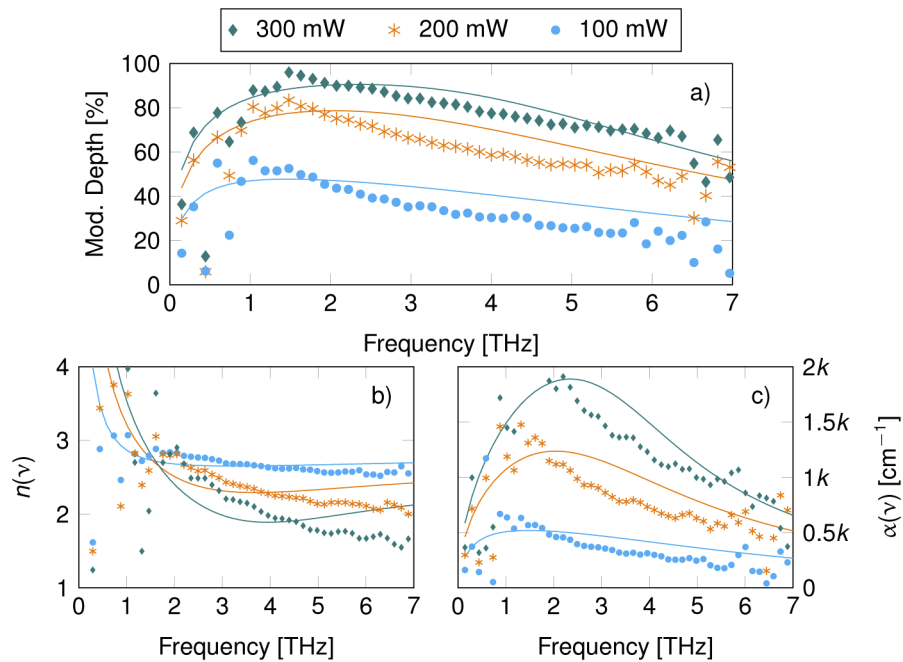 300 mW 200 mW 100 mW
a)
Mod. Depth [%]
100
80
60
40
20
0
0 1 2 3 4 5 6 7
Frequency [THz]
b)
n(ν)
4
3
2
1
0 1 2 3 4 5 6 7
Frequency [THz]
c)
2k
1.5k
1k
0.5k
0
α(ν) [cm⁻¹]
0 1 2 3 4 5 6 7
Frequency [THz]